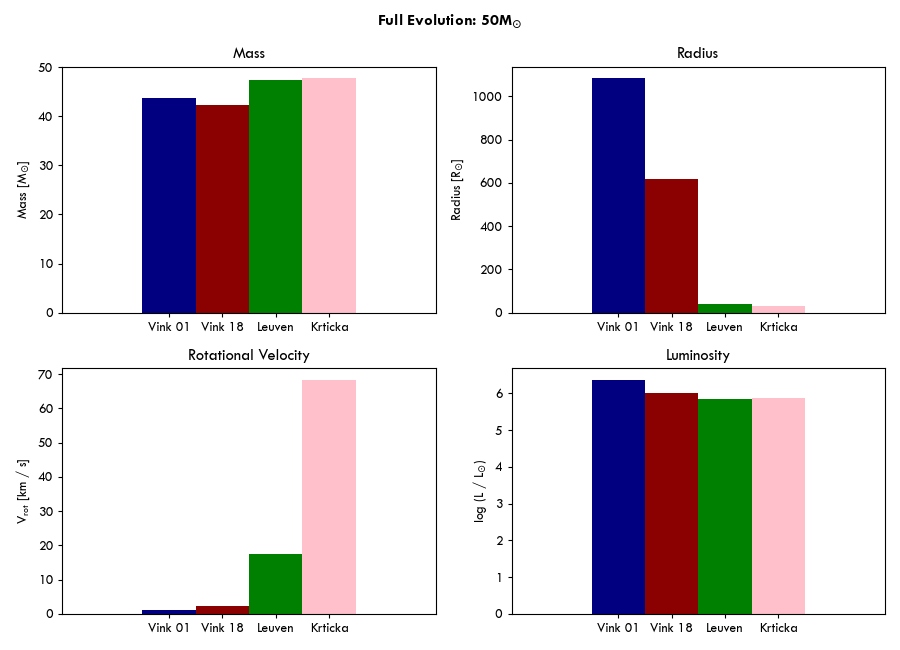 Full Evolution: 50M☉
Mass
Mass [M☉]
50
40
30
20
10
0
Vink 01 Vink 18 Leuven Krticka
Radius
Radius [R☉]
1000
800
600
400
200
0
Vink 01 Vink 18 Leuven Krticka
Rotational Velocity
Vrot [km / s]
70
60
50
40
30
20
10
0
Vink 01 Vink 18 Leuven Krticka
Luminosity
log (L / L☉)
6
5
4
3
2
1
0
Vink 01 Vink 18 Leuven Krticka